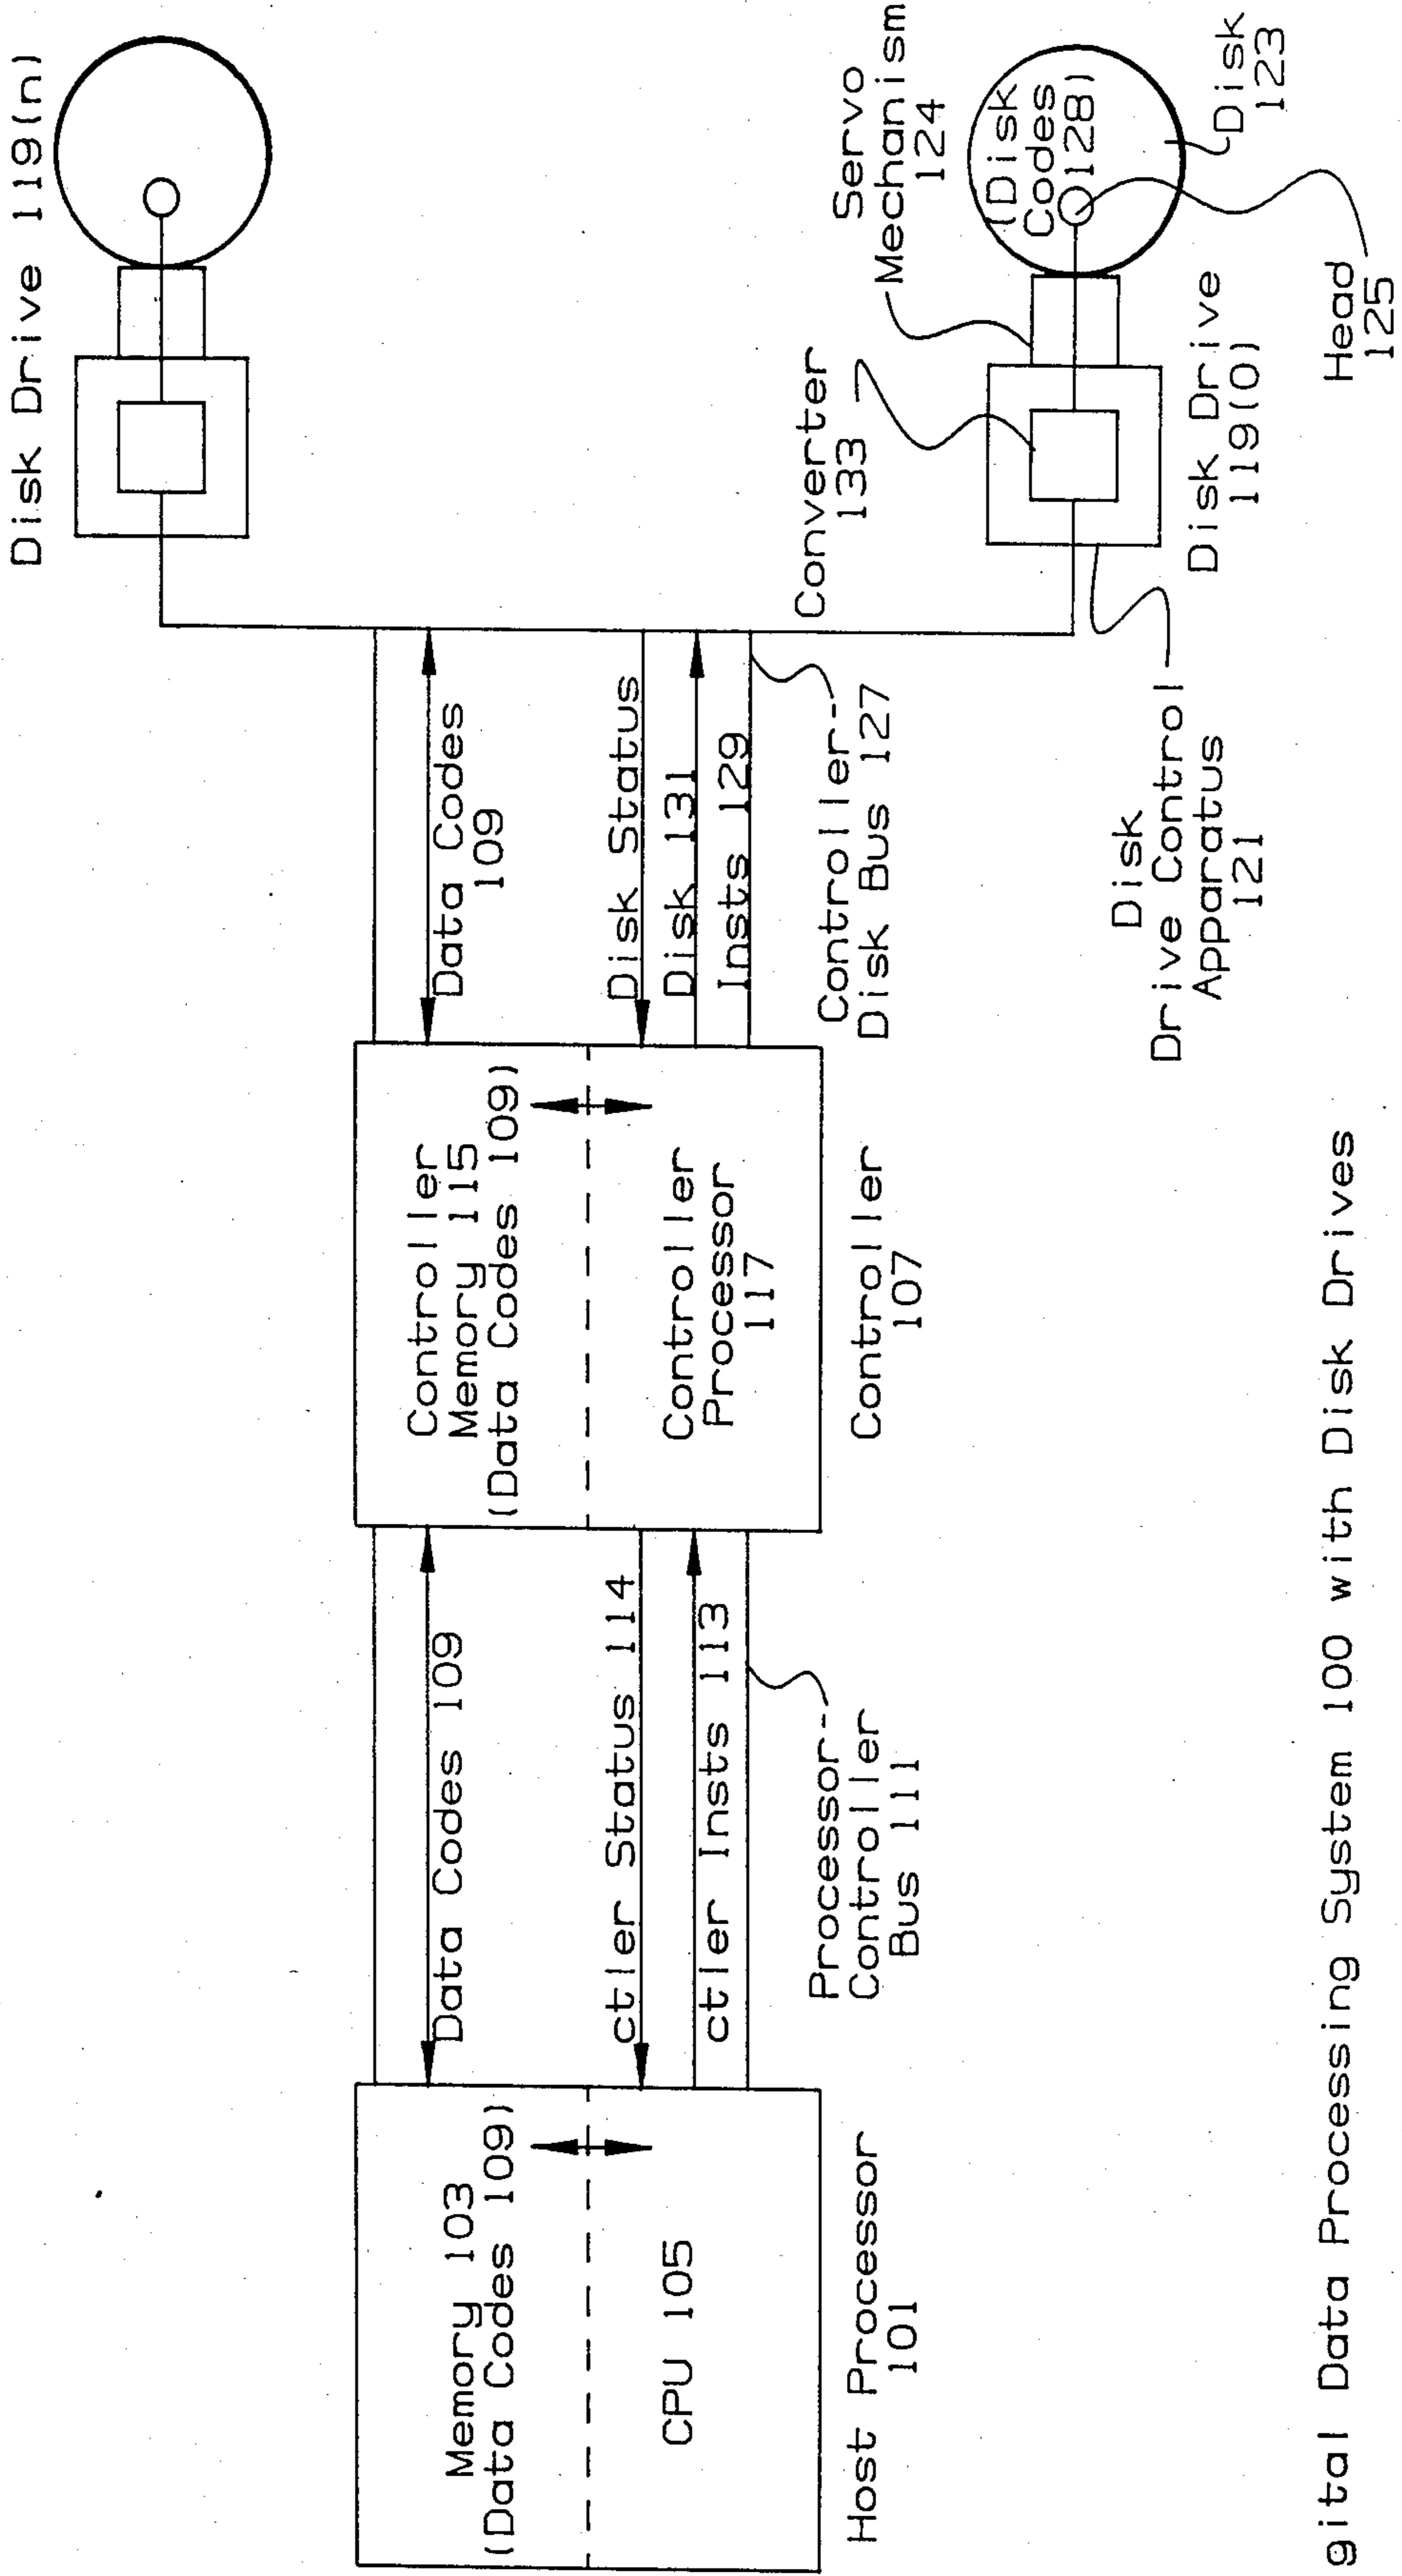 Disk Drive 119(n)
Memory 103
(Data Codes 109)
CPU 105
Host Processor
101
Data Codes 109
ctler Status 114
ctler Insts 113
Processor--
Controller
Bus 111
Controller
Memory 115
(Data Codes 109)
Controller
Processor
117
Controller
107
Data Codes
109
Disk Status
Disk 131
Insts 129
Controller--
Disk Bus 127
Converter
133
Servo
Mechanism
124
(Disk
Codes
128)
Disk
123
Head
125
Disk Drive
119(0)
Disk
Drive Control
Apparatus
121
gital Data Processing System 100 with Disk Drives